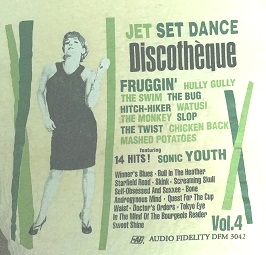 JET SET DANCE
Discothèque
FRUGGIN' HULLY GULLY
THE SWIM THE BUG
HITCH-HIKER WATUSI
THE MONKEY SLOP
THE TWIST CHICKEN BACK
MASHED POTATOES
featuring
14 HITS! SONIC YOUTH
Winner's Blues · Bull In The Heather
Starfield Road · Skink · Screaming Skull
Self-Obsessed And Sexxee · Bone
Androgynous Mind · Quest For The Cup
Waist · Doctor's Orders · Tokyo Eye
In The Mind Of The Bourgeois Reader
Sweet Shine
Vol.4
AUDIO FIDELITY DFM 3042